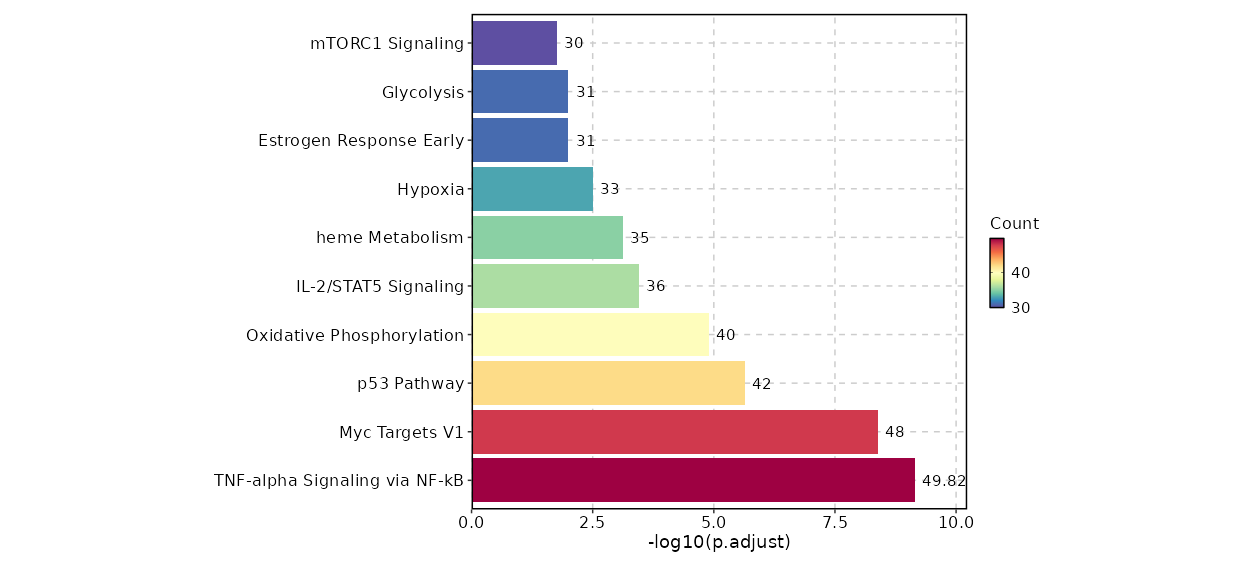 mTORC1 Signaling 30
Glycolysis 31
Estrogen Response Early 31
Hypoxia 33
heme Metabolism 35
IL-2/STAT5 Signaling 36
Oxidative Phosphorylation 40
p53 Pathway 42
Myc Targets V1 48
TNF-alpha Signaling via NF-kB 49.82
0.0 2.5 5.0 7.5 10.0
-log10(p.adjust)
Count
40
30